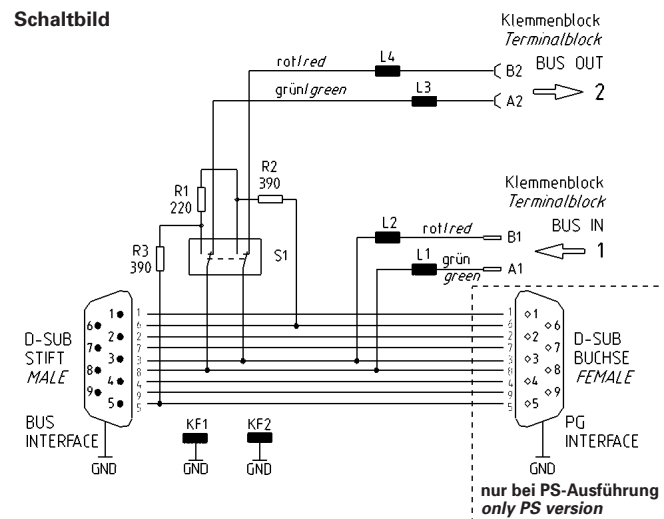 Schaltbild
Klemmenblock
Terminalblock
BUS OUT
2
rot/red
L4
B2
grün/green
L3
A2
R1
220
R2
390
R3
390
S1
Klemmenblock
Terminalblock
BUS IN
1
L2
rot/red
B1
L1
grün
green
A1
D-SUB
STIFT
MALE
BUS
INTERFACE
1
6
2
7
3
8
4
9
5
GND
1
6
2
7
3
8
4
9
5
KF1
GND
KF2
GND
1
6
2
7
3
8
4
9
5
1
6
2
7
3
8
4
9
5
D-SUB
BUCHSE
FEMALE
PG
INTERFACE
GND
nur bei PS-Ausführung
only PS version